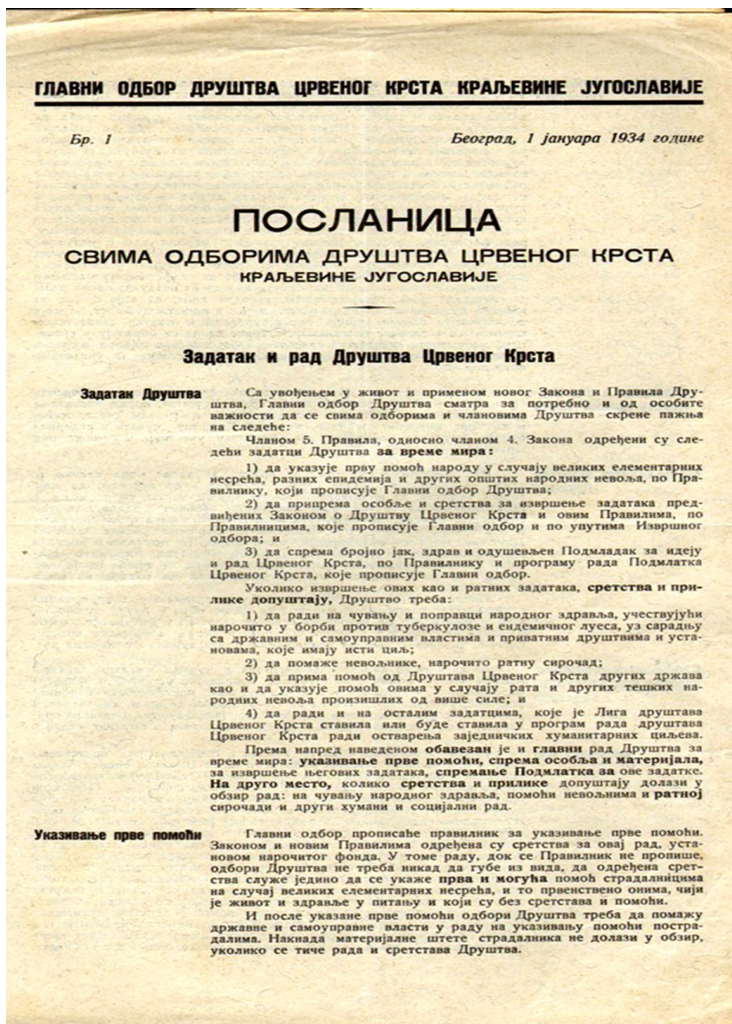 ГЛАВНИ ОДБОР ДРУШТВА ЦРВЕНОГ КРСТА КРАЉЕВИНЕ ЈУГОСЛАВИЈЕ
Бр. 1 Београд, 1 јануара 1934 године
ПОСЛАНИЦА
СВИМА ОДБОРИМА ДРУШТВА ЦРВЕНОГ КРСТА
КРАЉЕВИНЕ ЈУГОСЛАВИЈЕ
Задатак и рад Друштва Црвеног Крста
Задатак Друштва
Са увођењем у живот и применом новог Закона и Правила Дру-
штва, Главни одбор Друштва сматра за потребно и од особите
важности да се свима одборима и члановима Друштва скрене пажња
на следеће:
Чланом 5. Правила, односно чланом 4. Закона одређени су сле-
дећи задатци Друштва за време мира:
1) да указује прву помоћ народу у случају великих елементарних
несрећа, разних епидемија и других општих народних невоља, по Пра-
вилнику, који прописује Главни одбор Друштва;
2) да припрема особље и сретства за извршење задатака пред-
виђених Законом о Друштву Црвеног Крста и овим Правилима, по
Правилницима, које прописује Главни одбор и по упутима Извршног
одбора; и
3) да спрема бројно јак, здрав и одушевљен Подмладак за идеју
и рад Црвеног Крста, по Правилнику и програму рада Подмлатка
Црвеног Крста, које прописује Главни одбор.
Уколико извршење ових као и ратних задатака, сретства и при-
лике допуштају, Друштво треба:
1) да ради на чувању и поправци народног здравља, учествујући
нарочито у борби против туберкулозе и ендемичног луеса, уз сарадњу
са државним и самоуправним властима и приватним друштвима и уста-
новама, које имају исти циљ;
2) да помаже невољнике, нарочито ратну сирочад;
3) да прима помоћ од Друштава Црвеног Крста других држава
као и да указује помоћ овима у случају рата и других тешких на-
родних невоља произишлих од више силе; и
4) да ради и на осталим задатцима, које је Лига друштава
Црвеног Крста ставила или буде ставила у програм рада друштава
Црвеног Крста ради остварења заједничких хуманитарних циљева.
Према напред наведеном обавезан је и главни рад Друштва за
време мира: указивање прве помоћи, спрема особља и материјала,
за извршење његових задатака, спремање Подмлатка за ове задатке.
На друго место, колико сретства и прилике допуштају долази у
обзир рад: на чувању народног здравља, помоћи невољнима и ратној
сирочади и други хумани и социјални рад.
Указивање прве помоћи
Главни одбор прописаће правилник за указивање прве помоћи.
Законом и новим Правилима одређена су сретства за овај рад, уста-
новом нарочитог фонда. У томе раду, док се Правилник не пропише,
одбори Друштва не треба никад да губе из вида, да одређена срет-
ства служе једино да се укаже прва и могућа помоћ страдалницима
на случај великих елементарних несрећа, и то првенствено онима, чији
је живот и здравље у питању и који су без сретстава и помоћи.
И после указане прве помоћи одбори Друштва треба да помажу
државне и самоуправне власти у раду на указивању помоћи постра-
далима. Накнада материјалне штете страдалника не долази у обзир,
уколико се тиче рада и сретстава Друштва.